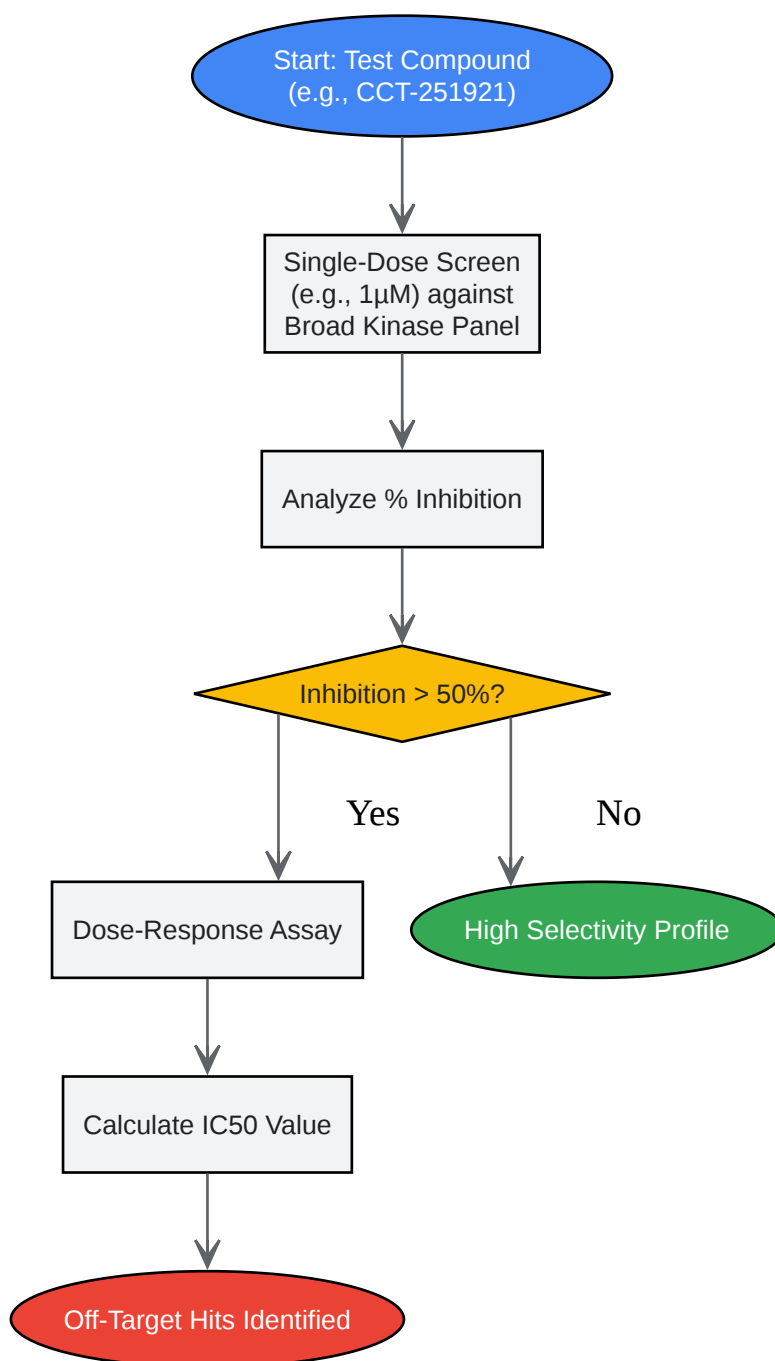 Start: Test Compound
(e.g., CCT-251921)
Single-Dose Screen
(e.g., 1µM) against
Broad Kinase Panel
Analyze % Inhibition
Inhibition > 50%?
Yes
No
Dose-Response Assay
High Selectivity Profile
Calculate IC50 Value
Off-Target Hits Identified